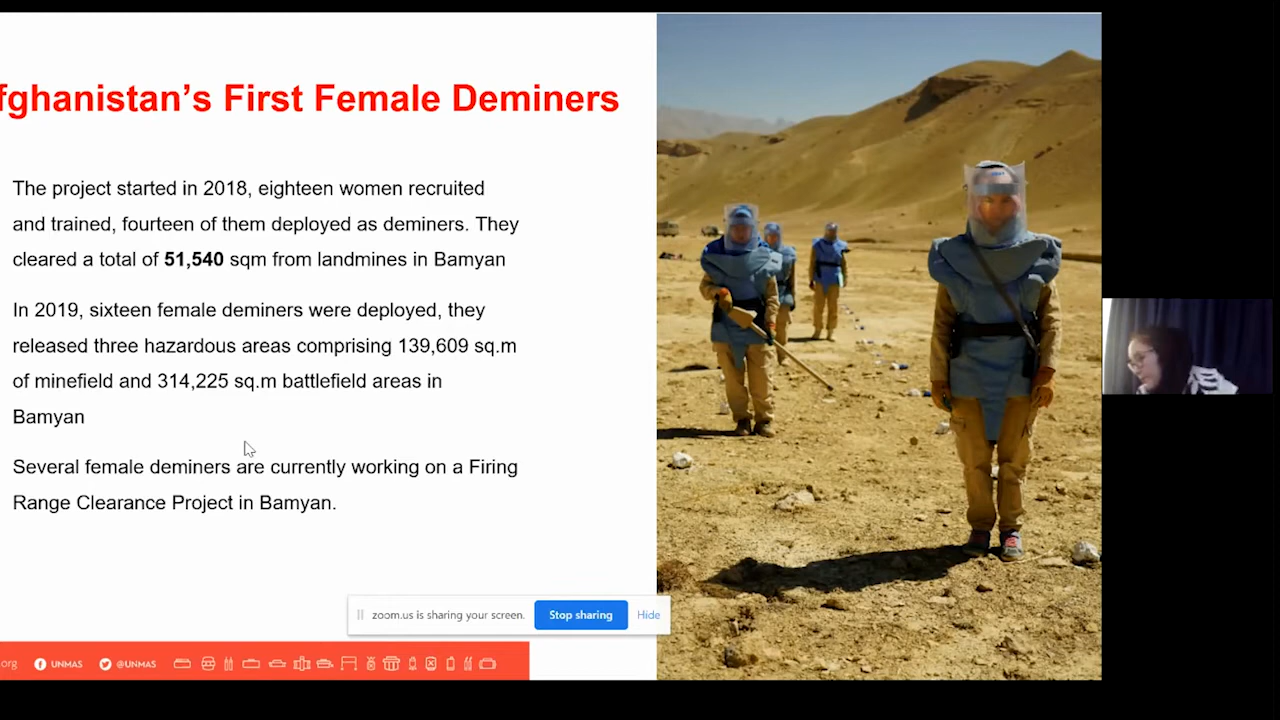 fghanistan's First Female Deminers
The project started in 2018, eighteen women recruited
and trained, fourteen of them deployed as deminers. They
cleared a total of 51,540 sqm from landmines in Bamyan
In 2019, sixteen female deminers were deployed, they
released three hazardous areas comprising 139,609 sq.m
of minefield and 314,225 sq.m battlefield areas in
Bamyan
Several female deminers are currently working on a Firing
Range Clearance Project in Bamyan.
zoom.us is sharing your screen. Stop sharing Hide
org UNMAS @UNMAS